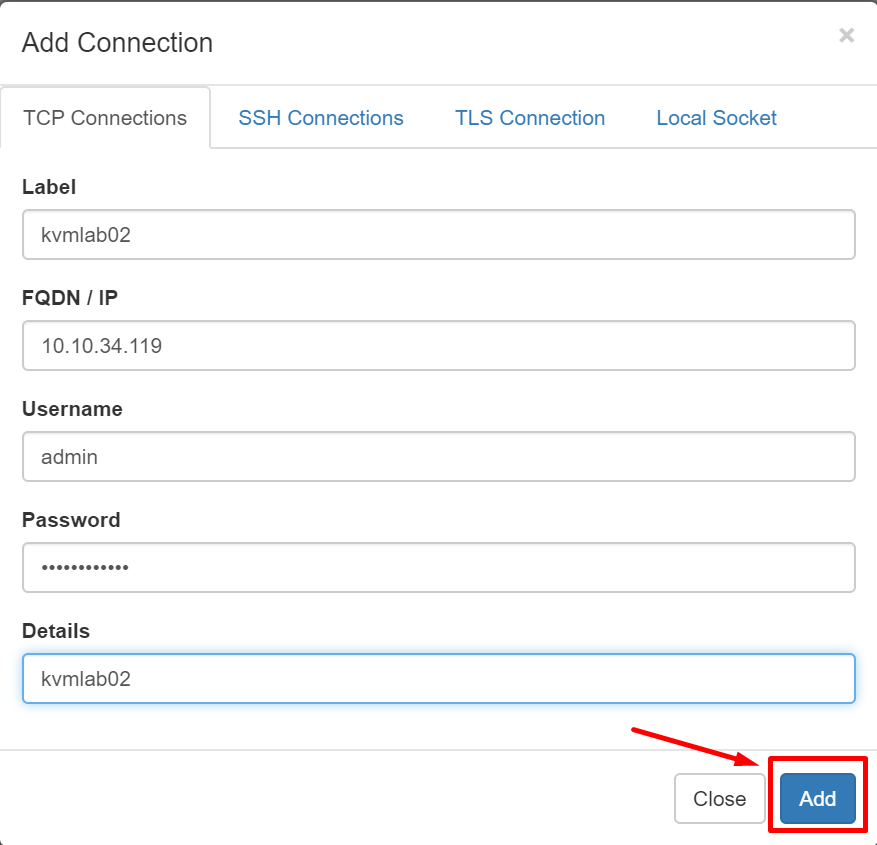 Add Connection
×
TCP Connections SSH Connections TLS Connection Local Socket
Label
kvmlab02
FQDN / IP
10.10.34.119
Username
admin
Password
••••••••••••
Details
kvmlab02
Close Add